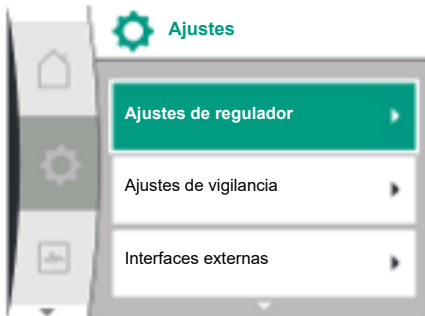 Ajustes
Ajustes de regulador
Ajustes de vigilancia
Interfaces externas